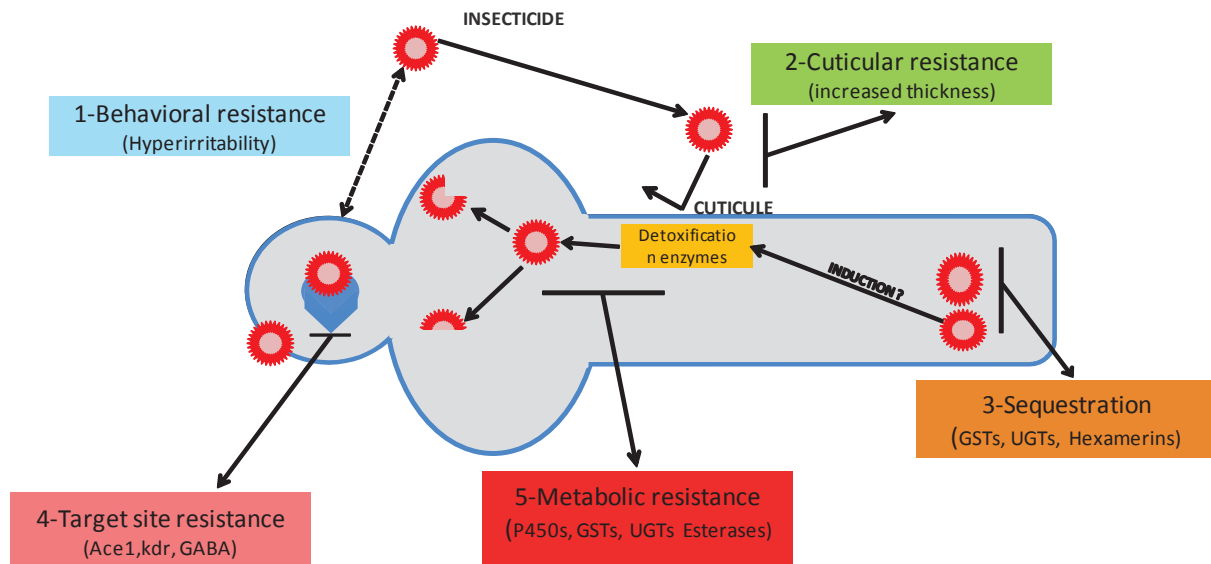 INSECTICIDE
2-Cuticular resistance
(increased thickness)
1-Behavioral resistance
(Hyperirritability)
CUTICULE
Detoxificatio
n enzymes
INDUCTION ?
3-Sequestration
(GSTs, UGTs, Hexamerins)
4-Target site resistance
(Ace1,kdr, GABA)
5-Metabolic resistance
(P450s, GSTs, UGTs Esterases)